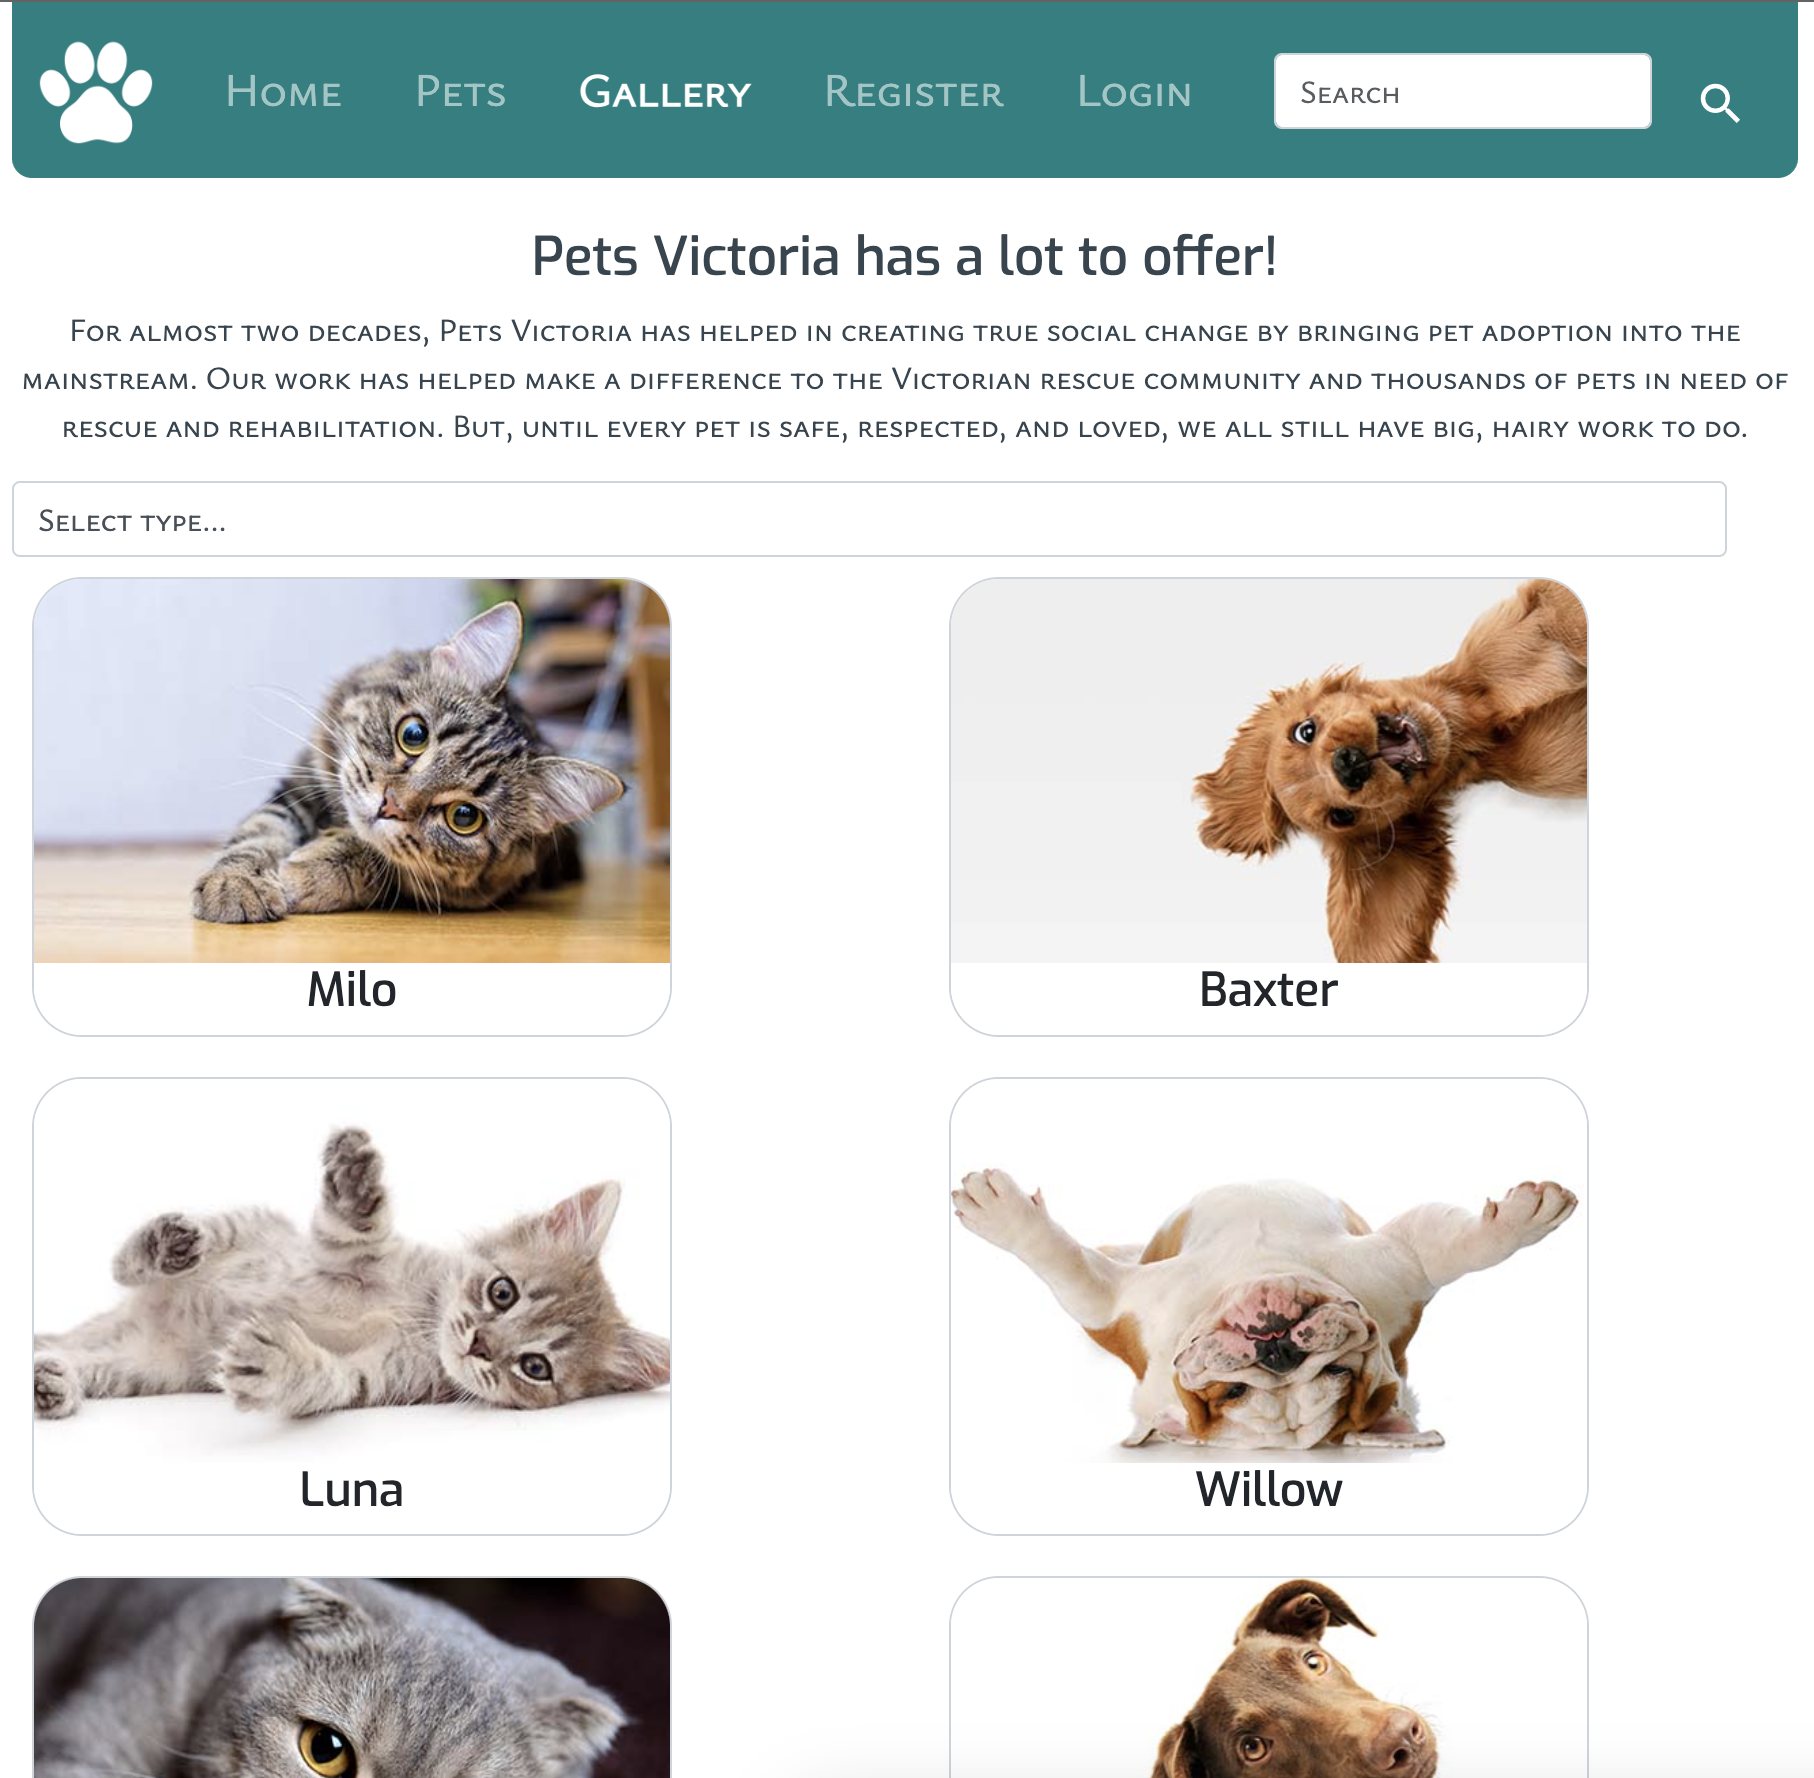 Home Pets Gallery Register Login Search
Pets Victoria has a lot to offer!
For almost two decades, Pets Victoria has helped in creating true social change by bringing pet adoption into the
mainstream. Our work has helped make a difference to the Victorian rescue community and thousands of pets in need of
rescue and rehabilitation. But, until every pet is safe, respected, and loved, we all still have big, hairy work to do.
Select type...
Milo
Baxter
Luna
Willow